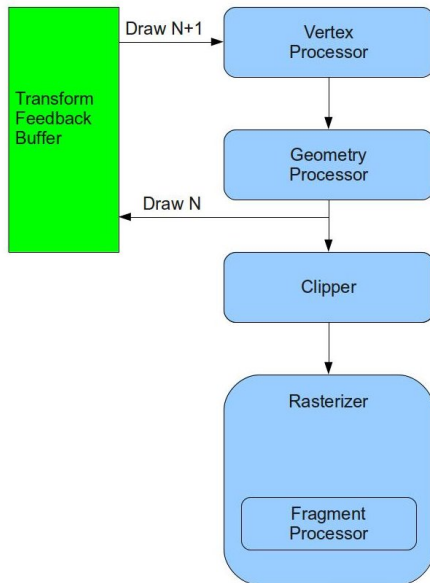 Draw N+1
Vertex
Processor
Transform
Feedback
Buffer
Geometry
Processor
Draw N
Clipper
Rasterizer
Fragment
Processor